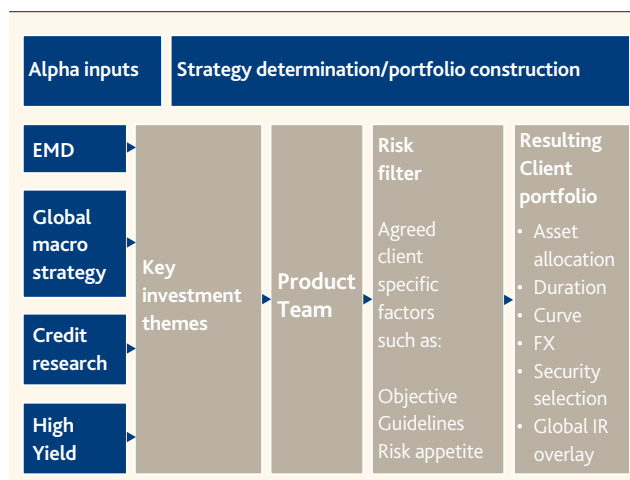 Alpha inputs
Strategy determination/portfolio construction
EMD
Global
macro
strategy
Credit
research
High
Yield
Key
investment
themes
Product
Team
Risk
filter
Agreed
client
specific
factors
such as:
Objective
Guidelines
Risk appetite
Resulting
Client
portfolio
• Asset
allocation
• Duration
• Curve
• FX
• Security
selection
• Global IR
overlay